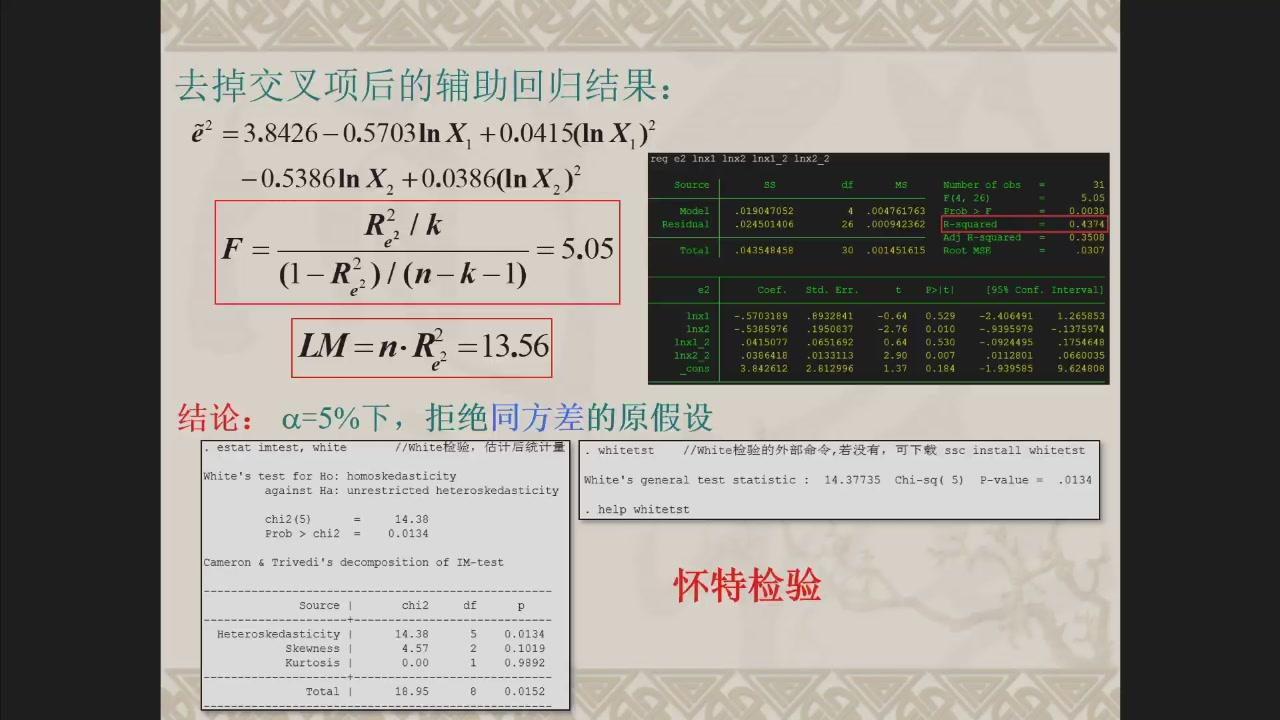 去掉交叉项后的辅助回归结果：
ẽ² = 3.8426 − 0.5703 ln X₁ + 0.0415(ln X₁)²
− 0.5386 ln X₂ + 0.0386(ln X₂)²
F = (R²ₑ² / k) / ((1 − R²ₑ²) / (n − k − 1)) = 5.05
LM = n· R²ₑ² = 13.56
reg e2 lnx1 lnx2 lnx1_2 lnx2_2
Source | SS df MS Number of obs = 31
F(4, 26) = 5.05
Model | .019047052 4 .004761763 Prob > F = 0.0038
Residual | .024501406 26 .000942362 R-squared = 0.4374
Adj R-squared = 0.3508
Total | .043548458 30 .001451615 Root MSE = .0307
e2 | Coef. Std. Err. t P>|t| [95% Conf. Interval]
lnx1 | -.5703189 .8932841 -0.64 0.529 -2.406491 1.265853
lnx2 | -.5385976 .1950837 -2.76 0.010 -.9395979 -.1375974
lnx1_2 | .0415077 .0651692 0.64 0.530 -.0924495 .1754648
lnx2_2 | .0386418 .0133113 2.90 0.007 .0112801 .0660035
_cons | 3.842612 2.812996 1.37 0.184 -1.939585 9.624808
结论： α=5%下，拒绝同方差的原假设
. estat imtest, white //White检验，估计后统计量
White's test for Ho: homoskedasticity
against Ha: unrestricted heteroskedasticity
chi2(5) = 14.38
Prob > chi2 = 0.0134
Cameron & Trivedi's decomposition of IM-test
Source | chi2 df p
Heteroskedasticity | 14.38 5 0.0134
Skewness | 4.57 2 0.1019
Kurtosis | 0.00 1 0.9892
Total | 18.95 8 0.0152
. whitetst //White检验的外部命令,若没有，可下载 ssc install whitetst
White's general test statistic : 14.37735 Chi-sq( 5) P-value = .0134
. help whitetst
怀特检验